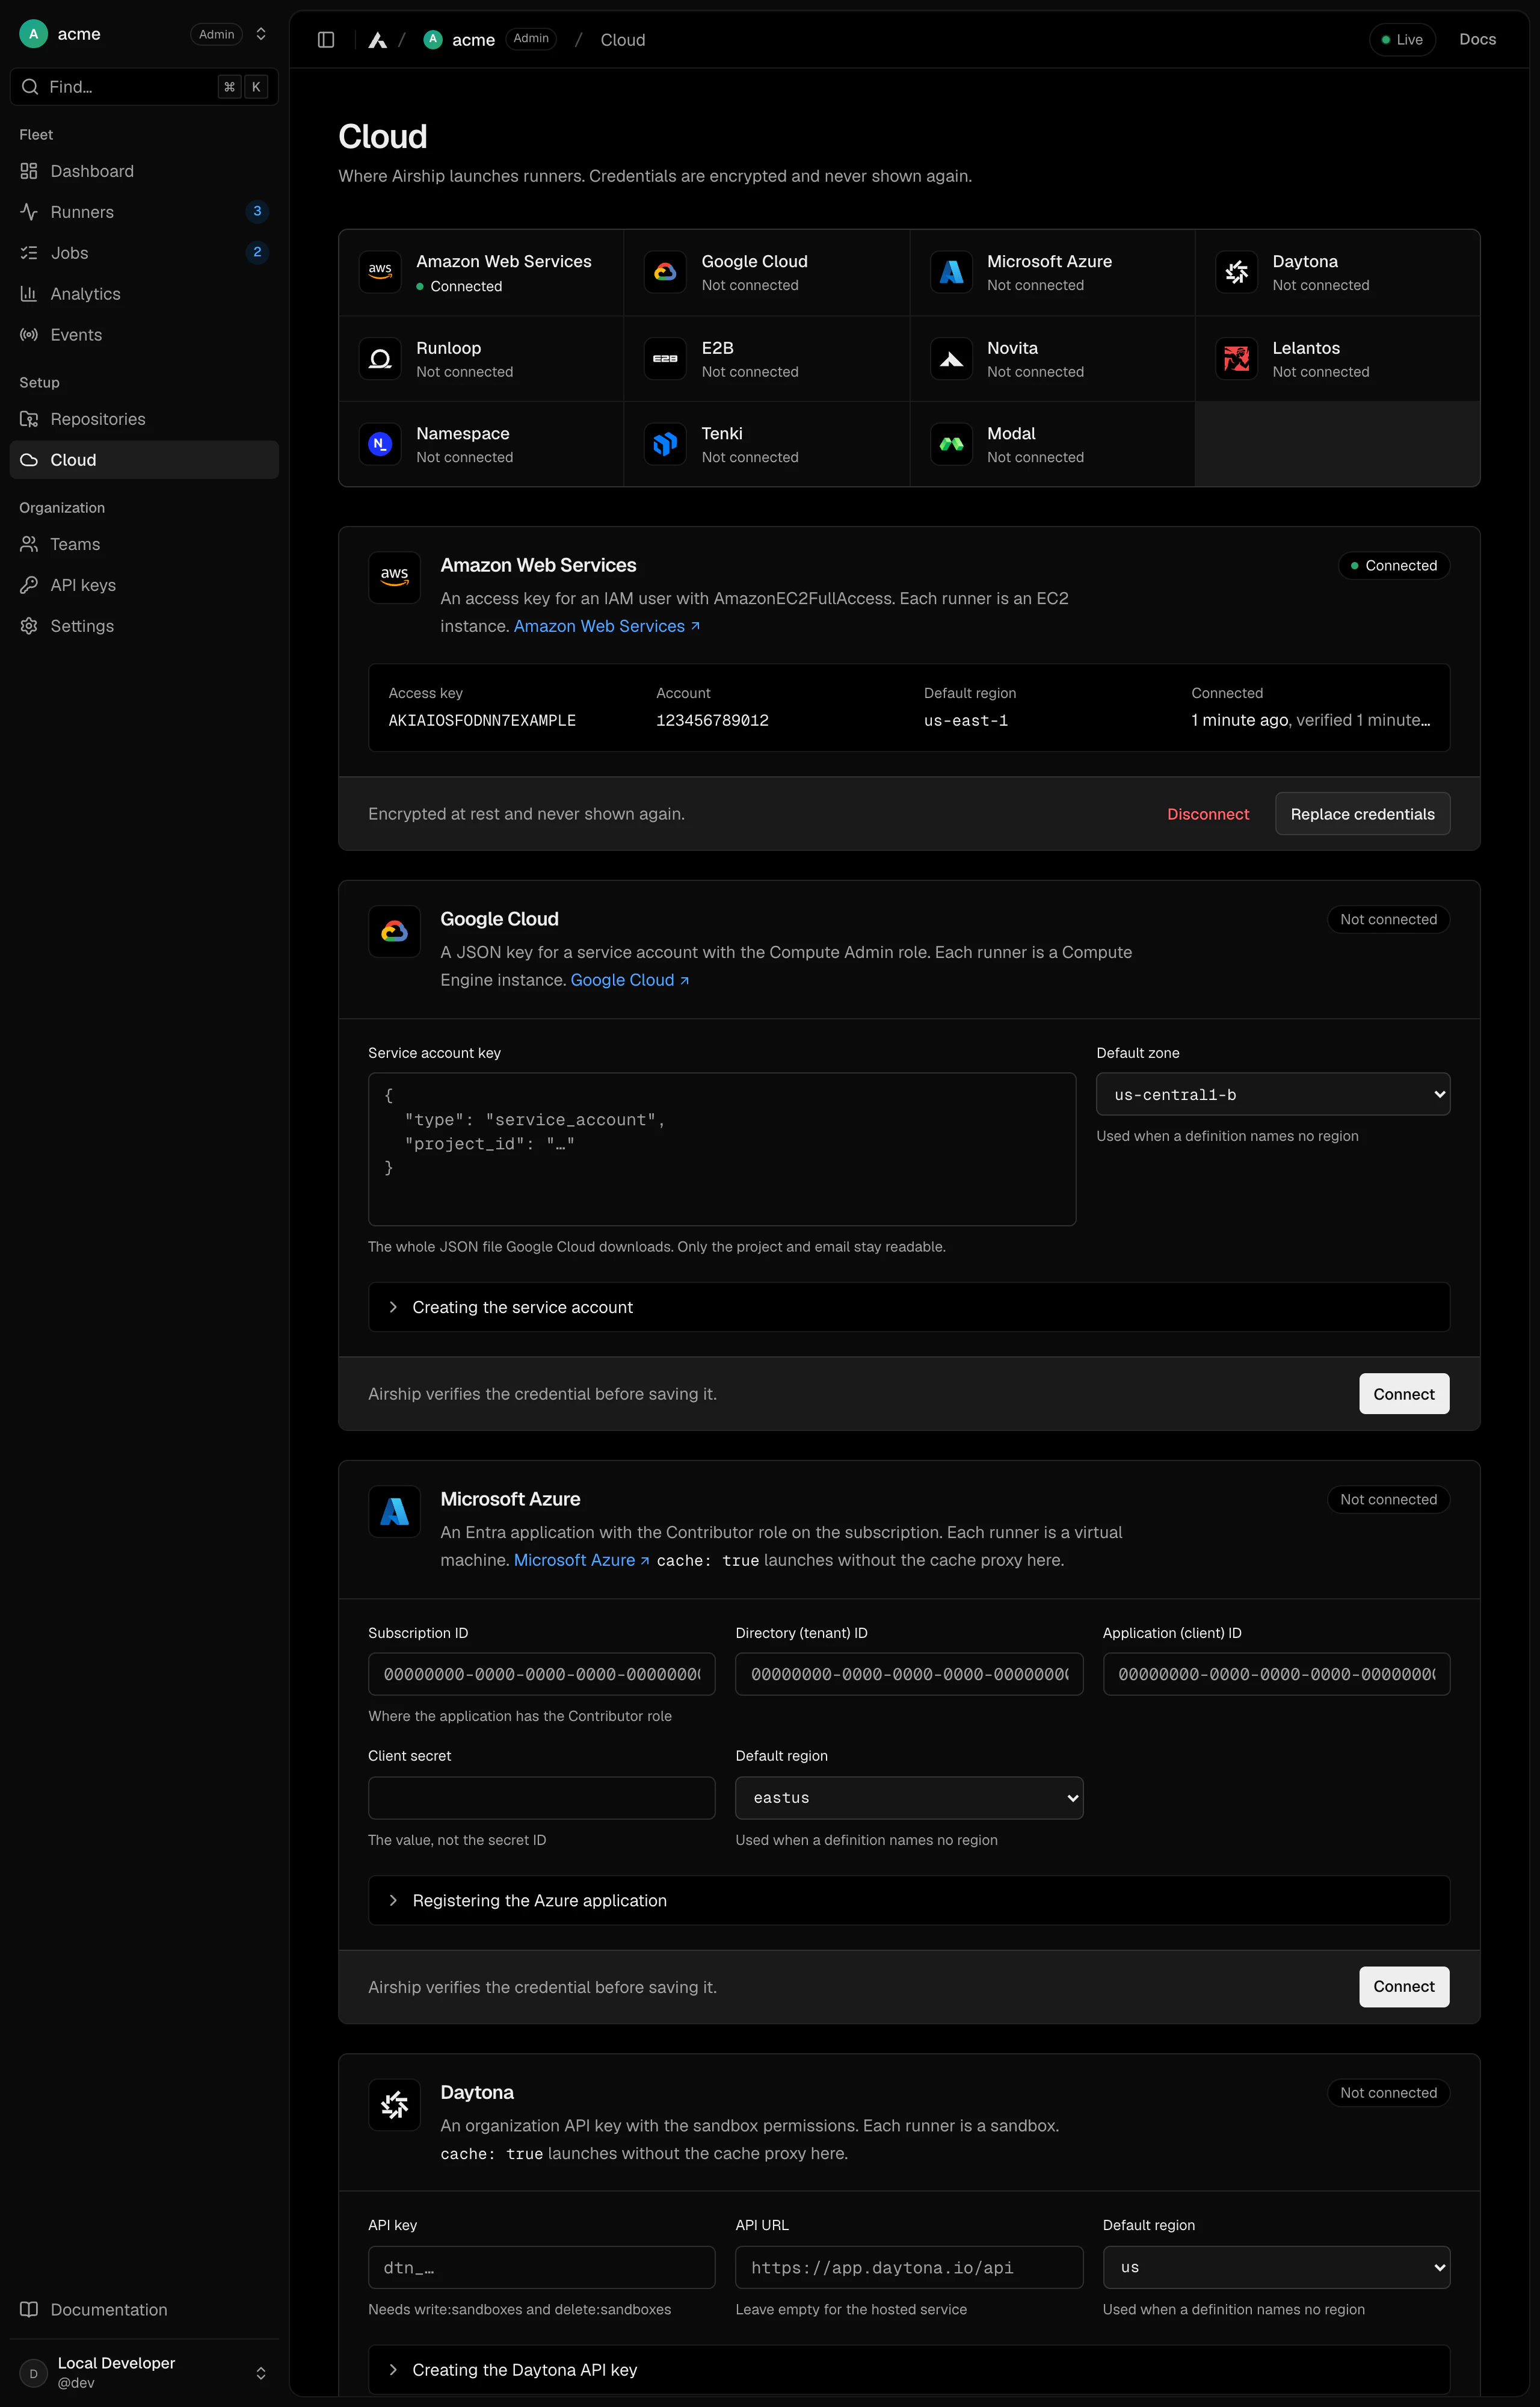 A
acme
Admin
Find...
⌘ K
Fleet
Dashboard
Runners
3
Jobs
2
Analytics
Events
Setup
Repositories
Cloud
Organization
Teams
API keys
Settings
Documentation
D
Local Developer
@dev
/
A
acme
Admin
/
Cloud
Live
Docs
Cloud
Where Airship launches runners. Credentials are encrypted and never shown again.
aws
Amazon Web Services
Connected
Google Cloud
Not connected
Microsoft Azure
Not connected
Daytona
Not connected
Runloop
Not connected
E2B
E2B
Not connected
Novita
Not connected
Lelantos
Not connected
N_
Namespace
Not connected
Tenki
Not connected
Modal
Not connected
aws
Amazon Web Services
Connected
An access key for an IAM user with AmazonEC2FullAccess. Each runner is an EC2
instance. Amazon Web Services ↗
Access key
AKIAIOSFODNN7EXAMPLE
Account
123456789012
Default region
us-east-1
Connected
1 minute ago, verified 1 minute…
Encrypted at rest and never shown again.
Disconnect
Replace credentials
Google Cloud
Not connected
A JSON key for a service account with the Compute Admin role. Each runner is a Compute
Engine instance. Google Cloud ↗
Service account key
{
"type": "service_account",
"project_id": "…"
}
The whole JSON file Google Cloud downloads. Only the project and email stay readable.
Default zone
us-central1-b
Used when a definition names no region
Creating the service account
Airship verifies the credential before saving it.
Connect
Microsoft Azure
Not connected
An Entra application with the Contributor role on the subscription. Each runner is a virtual
machine. Microsoft Azure ↗ cache: true launches without the cache proxy here.
Subscription ID
00000000-0000-0000-0000-0000000(
Where the application has the Contributor role
Directory (tenant) ID
00000000-0000-0000-0000-0000000(
Application (client) ID
00000000-0000-0000-0000-0000000(
Client secret
The value, not the secret ID
Default region
eastus
Used when a definition names no region
Registering the Azure application
Airship verifies the credential before saving it.
Connect
Daytona
Not connected
An organization API key with the sandbox permissions. Each runner is a sandbox.
cache: true launches without the cache proxy here.
API key
dtn_…
Needs write:sandboxes and delete:sandboxes
API URL
https://app.daytona.io/api
Leave empty for the hosted service
Default region
us
Used when a definition names no region
Creating the Daytona API key